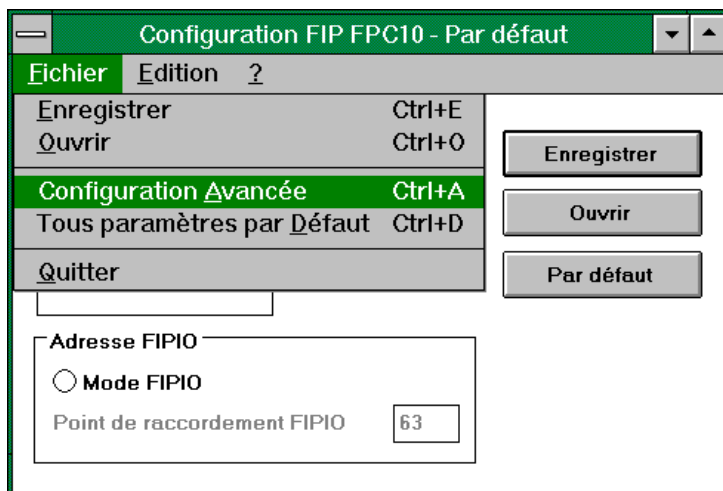 Configuration FIP FPC10 - Par défaut
Fichier Edition ?
Enregistrer Ctrl+E
Ouvrir Ctrl+O
Configuration Avancée Ctrl+A
Tous paramètres par Défaut Ctrl+D
Quitter
Enregistrer
Ouvrir
Par défaut
Adresse FIPIO
Mode FIPIO
Point de raccordement FIPIO 63